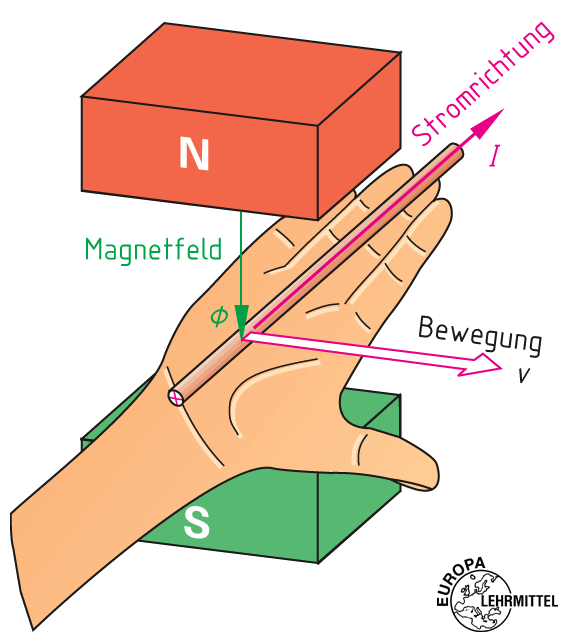 Stromrichtung
I
N
Magnetfeld
Φ
Bewegung
v
S
EUROPA
LEHRMITTEL